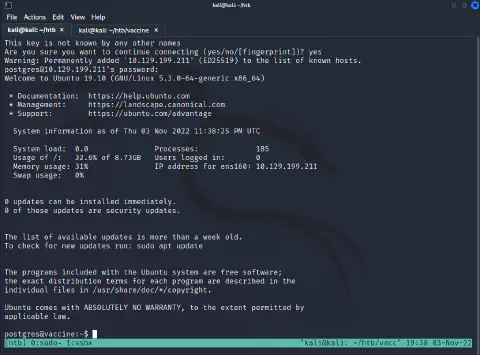 kali@kali: ~/htb
File Actions Edit View Help
kali@kali: ~/htb × kali@kali: ~/htb/vaccine ×
This key is not known by any other names
Are you sure you want to continue connecting (yes/no/[fingerprint])? yes
Warning: Permanently added '10.129.199.211' (ED25519) to the list of known hosts.
postgres@10.129.199.211's password:
Welcome to Ubuntu 19.10 (GNU/Linux 5.3.0-64-generic x86_64)
* Documentation: https://help.ubuntu.com
* Management: https://landscape.canonical.com
* Support: https://ubuntu.com/advantage
System information as of Thu 03 Nov 2022 11:38:25 PM UTC
System load: 0.0 Processes: 185
Usage of /: 32.6% of 8.73GB Users logged in: 0
Memory usage: 31% IP address for ens160: 10.129.199.211
Swap usage: 0%
0 updates can be installed immediately.
0 of these updates are security updates.
The list of available updates is more than a week old.
To check for new updates run: sudo apt update
The programs included with the Ubuntu system are free software;
the exact distribution terms for each program are described in the
individual files in /usr/share/doc/*/copyright.
Ubuntu comes with ABSOLUTELY NO WARRANTY, to the extent permitted by
applicable law.
postgres@vaccine:~$
[htb] 0:sudo- 1:ssh* "kali@kali: ~/htb/vacc" 19:38 03-Nov-22